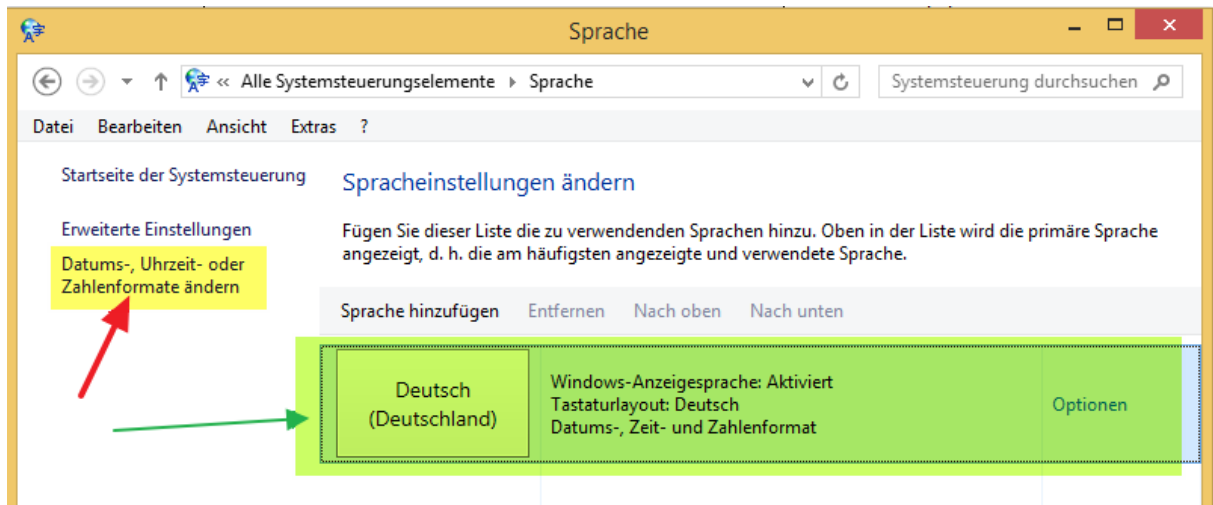 Sprache
« Alle Systemsteuerungselemente Sprache
Systemsteuerung durchsuchen
Datei Bearbeiten Ansicht Extras ?
Startseite der Systemsteuerung
Erweiterte Einstellungen
Datums-, Uhrzeit- oder
Zahlenformate ändern
Spracheinstellungen ändern
Fügen Sie dieser Liste die zu verwendenden Sprachen hinzu. Oben in der Liste wird die primäre Sprache
angezeigt, d. h. die am häufigsten angezeigte und verwendete Sprache.
Sprache hinzufügen Entfernen Nach oben Nach unten
Deutsch
(Deutschland)
Windows-Anzeigesprache: Aktiviert
Tastaturlayout: Deutsch
Datums-, Zeit- und Zahlenformat
Optionen